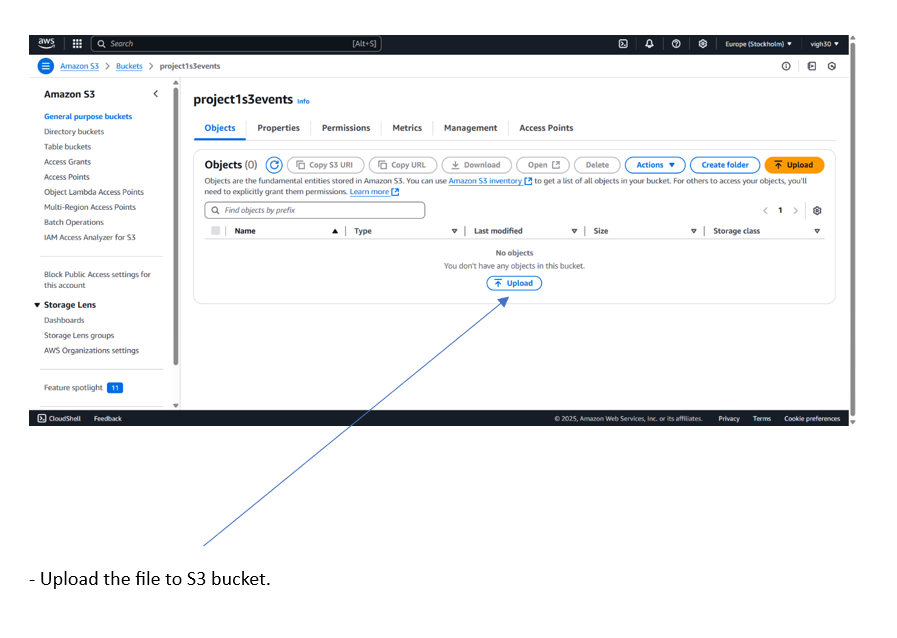 aws
Search
[Alt+S]
Europe (Stockholm)
vigh30
Amazon S3
Buckets
project1s3events
Amazon S3
General purpose buckets
Directory buckets
Table buckets
Access Grants
Access Points
Object Lambda Access Points
Multi-Region Access Points
Batch Operations
IAM Access Analyzer for S3
Block Public Access settings for
this account
Storage Lens
Dashboards
Storage Lens groups
AWS Organizations settings
Feature spotlight 11
project1s3events Info
Objects
Properties
Permissions
Metrics
Management
Access Points
Objects (0)
Copy S3 URI
Copy URL
Download
Open
Delete
Actions
Create folder
Upload
Objects are the fundamental entities stored in Amazon S3. You can use Amazon S3 inventory to get a list of all objects in your bucket. For others to access your objects, you'll
need to explicitly grant them permissions. Learn more
Find objects by prefix
1
Name
Type
Last modified
Size
Storage class
No objects
You don't have any objects in this bucket.
Upload
CloudShell
Feedback
© 2025, Amazon Web Services, Inc. or its affiliates.
Privacy
Terms
Cookie preferences
- Upload the file to S3 bucket.